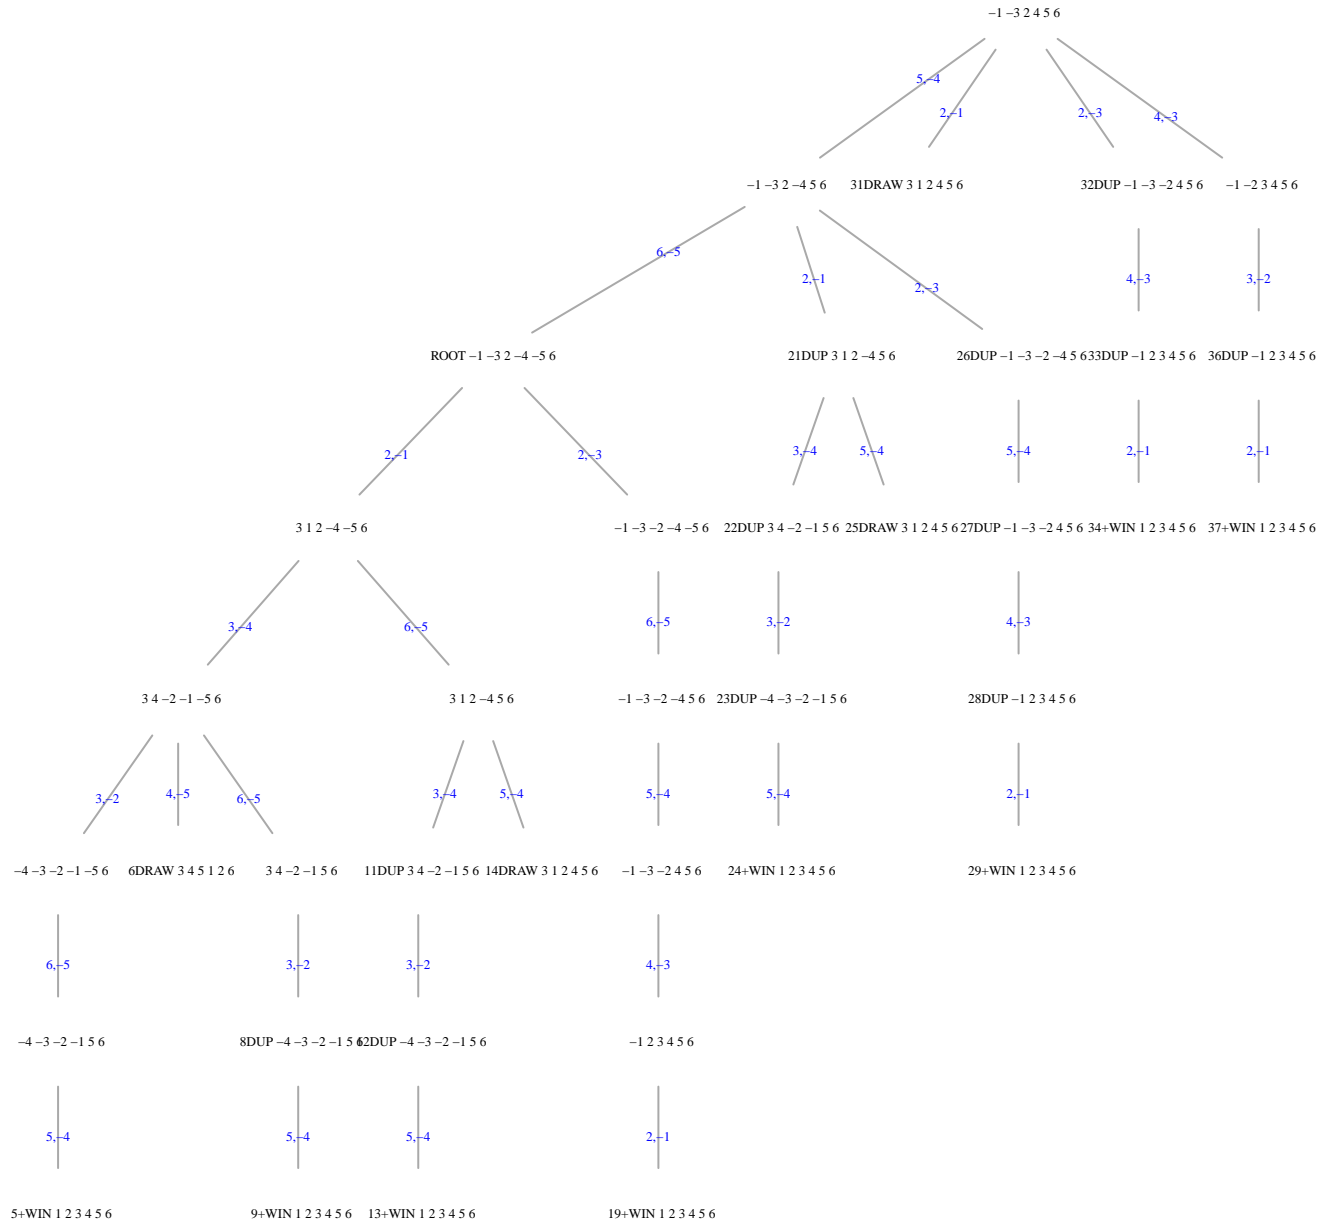 −1 −3 2 4 5 6
5,−4
2,−1
2,−3
4,−3
−1 −3 2 −4 5 6
31DRAW 3 1 2 4 5 6
32DUP −1 −3 −2 4 5 6
−1 −2 3 4 5 6
6,−5
2,−1
2,−3
4,−3
3,−2
ROOT −1 −3 2 −4 −5 6
21DUP 3 1 2 −4 5 6
26DUP −1 −3 −2 −4 5 6
33DUP −1 2 3 4 5 6
36DUP −1 2 3 4 5 6
2,−1
2,−3
3,−4
5,−4
5,−4
2,−1
2,−1
3 1 2 −4 −5 6
−1 −3 −2 −4 −5 6
22DUP 3 4 −2 −1 5 6
25DRAW 3 1 2 4 5 6
27DUP −1 −3 −2 4 5 6
34+WIN 1 2 3 4 5 6
37+WIN 1 2 3 4 5 6
3,−4
6,−5
6,−5
3,−2
4,−3
3 4 −2 −1 −5 6
3 1 2 −4 5 6
−1 −3 −2 −4 5 6
23DUP −4 −3 −2 −1 5 6
28DUP −1 2 3 4 5 6
3,−2
4,−5
6,−5
3,−4
5,−4
5,−4
5,−4
2,−1
−4 −3 −2 −1 −5 6
6DRAW 3 4 5 1 2 6
3 4 −2 −1 5 6
11DUP 3 4 −2 −1 5 6
14DRAW 3 1 2 4 5 6
−1 −3 −2 4 5 6
24+WIN 1 2 3 4 5 6
29+WIN 1 2 3 4 5 6
6,−5
3,−2
3,−2
4,−3
−4 −3 −2 −1 5 6
8DUP −4 −3 −2 −1 5 6
12DUP −4 −3 −2 −1 5 6
−1 2 3 4 5 6
5,−4
5,−4
5,−4
2,−1
5+WIN 1 2 3 4 5 6
9+WIN 1 2 3 4 5 6
13+WIN 1 2 3 4 5 6
19+WIN 1 2 3 4 5 6